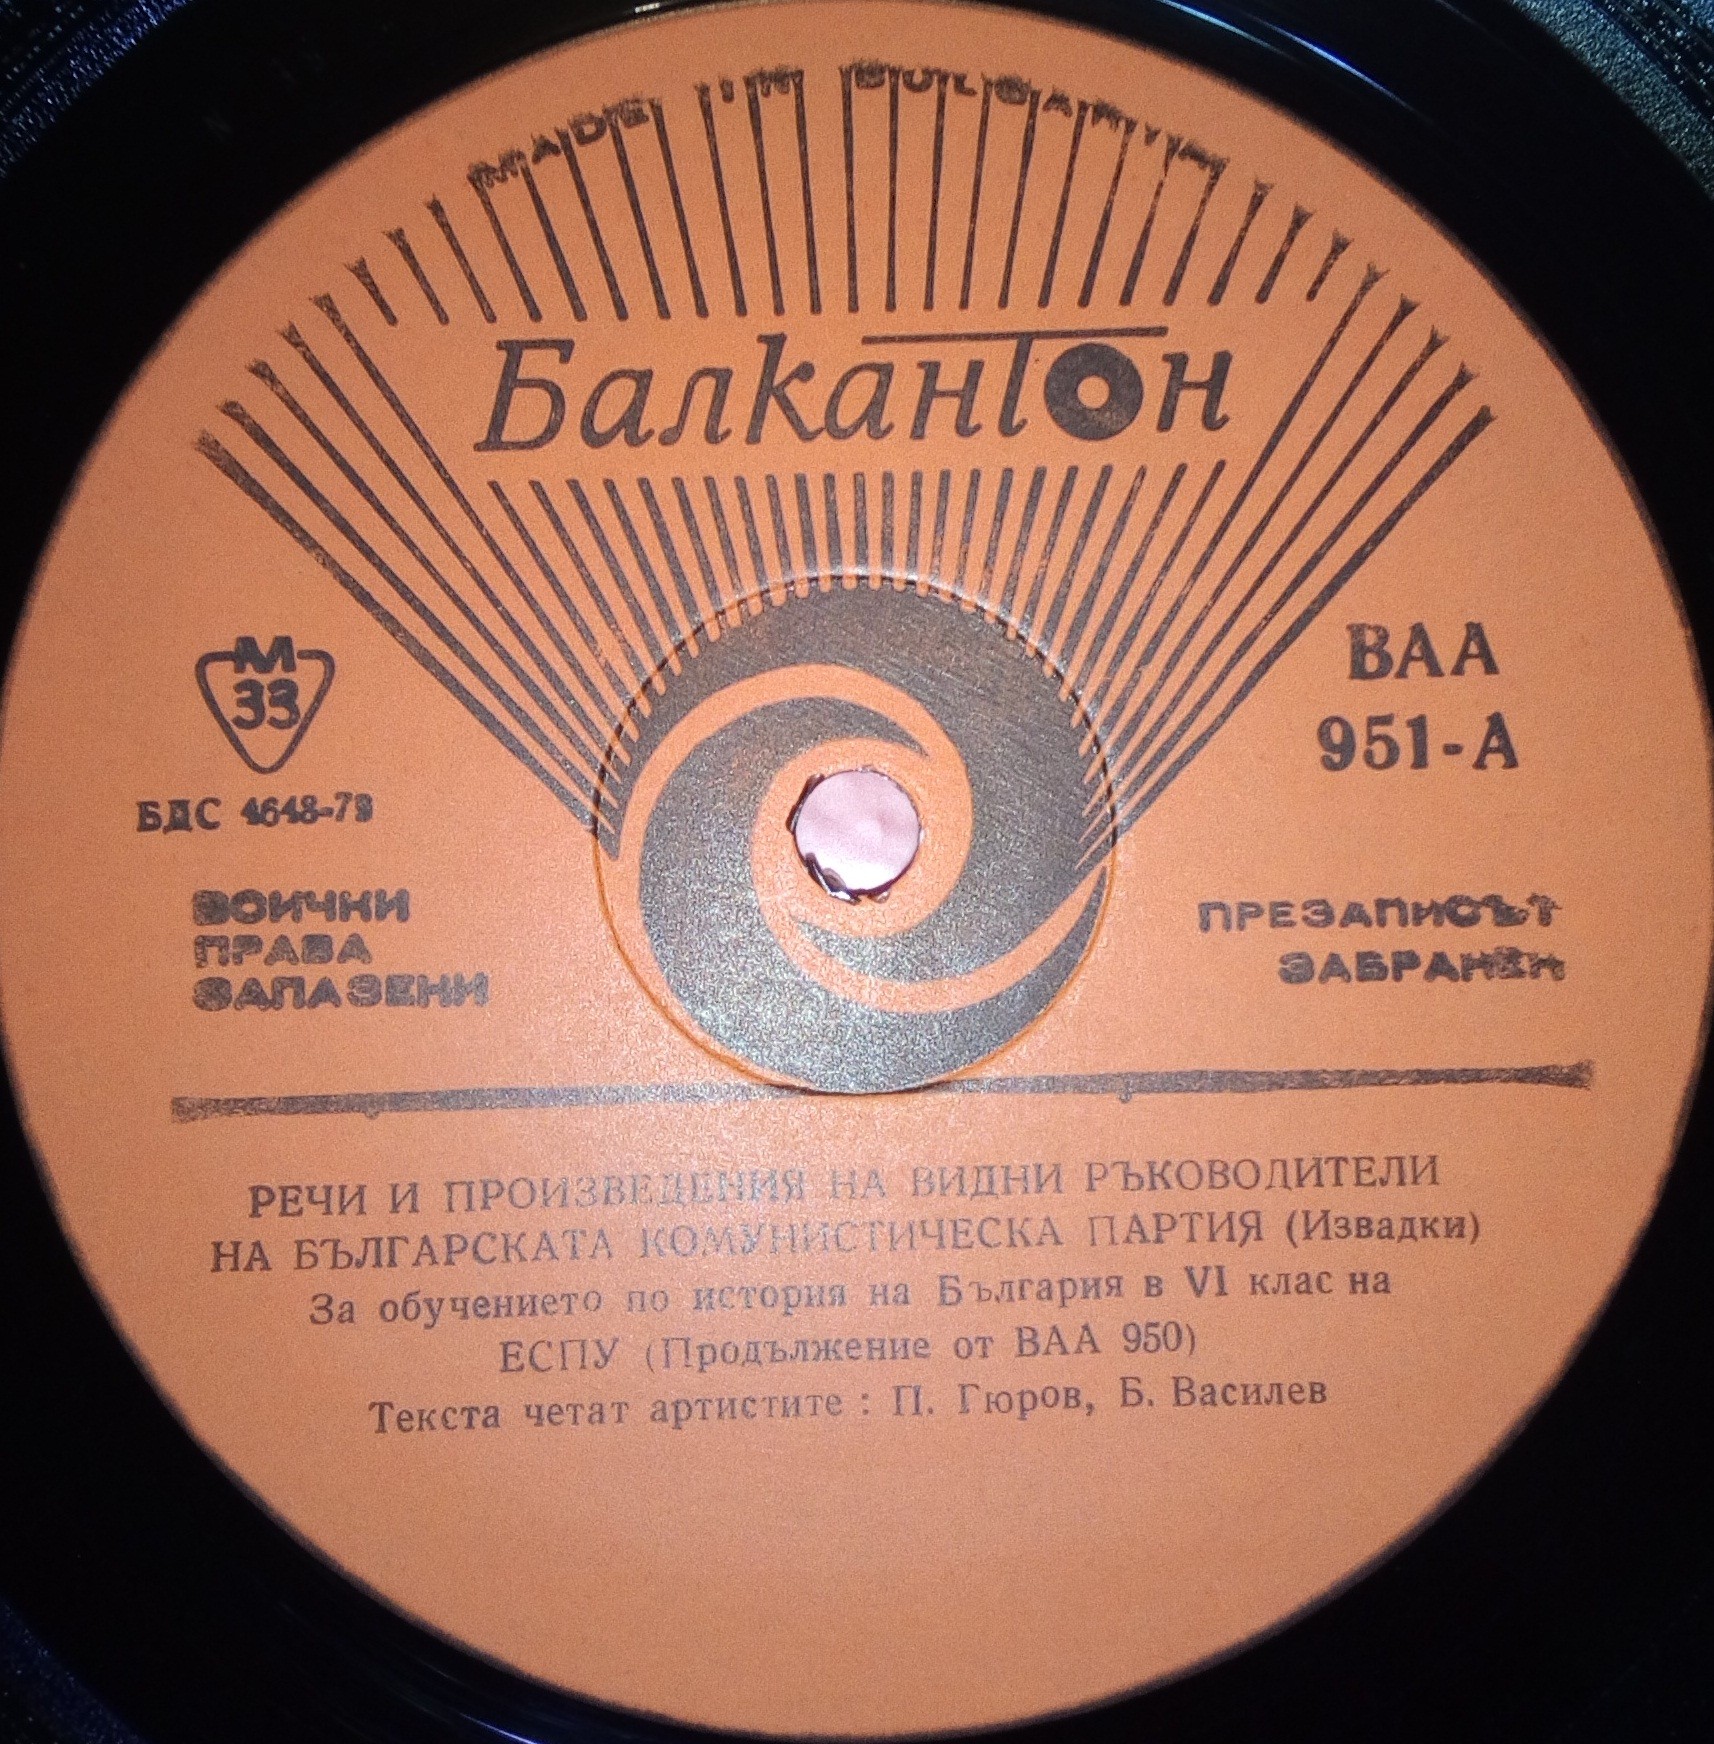 MADE IN BULGARIA
Балкантон
М
33
БДС 4648-79
ВСИЧКИ
ПРАВА
ЗАПАЗЕНИ
ВАА
951-А
ПРЕЗАПИСЪТ
ЗАБРАНЕН
РЕЧИ И ПРОИЗВЕДЕНИЯ НА ВИДНИ РЪКОВОДИТЕЛИ
НА БЪЛГАРСКАТА КОМУНИСТИЧЕСКА ПАРТИЯ (Извадки)
За обучението по история на България в VI клас на
ЕСПУ (Продължение от ВАА 950)
Текста четат артистите : П. Гюров, Б. Василев